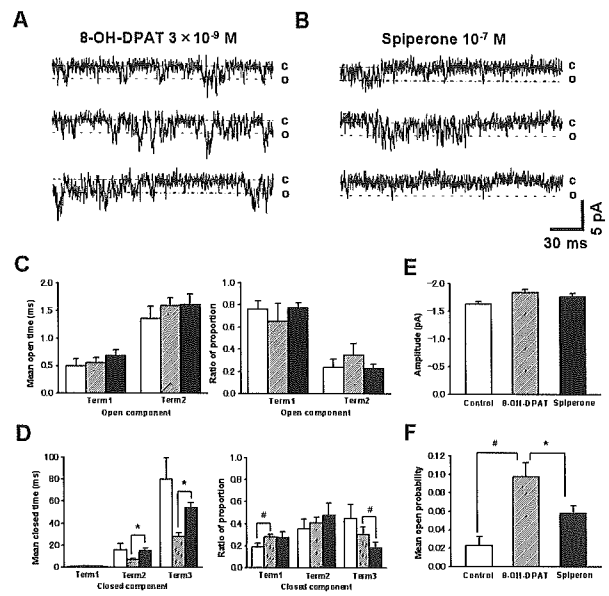 A
8-OH-DPAT 3 × 10-9 M
B
Spiperone 10-7 M
C
O
C
O
C
O
C
O
C
O
C
O
5 pA
30 ms
C
Mean open time (ms)
2.0
1.5
1.0
0.5
0.0
Term1
Term2
Open component
Ratio of proportion
1.0
0.8
0.6
0.4
0.2
0.0
Term1
Term2
Open component
E
Amplitude (pA)
-2.0
-1.5
-1.0
-0.5
-0.0
Control
8-OH-DPAT
Spiperone
D
Mean closed time (ms)
100
80
60
40
20
0
*
*
Term1
Term2
Term3
Closed component
Ratio of proportion
1.0
0.8
0.6
0.4
0.2
0.0
#
#
Term1
Term2
Term3
Closed component
F
Mean open probability
0.12
0.10
0.08
0.06
0.04
0.02
0.00
#
*
Control
8-OH-DPAT
Spiperon